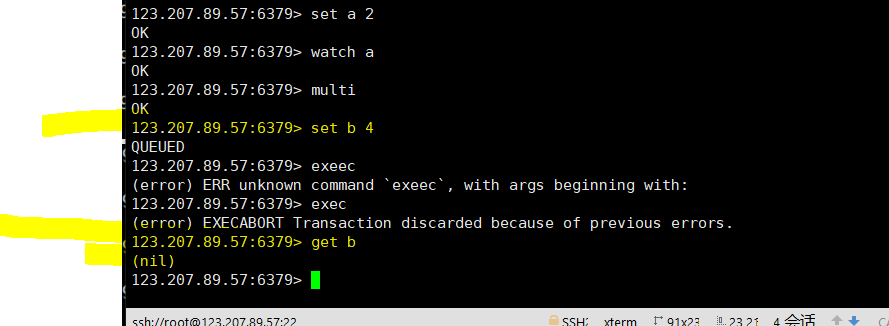 123.207.89.57:6379> set a 2
OK
123.207.89.57:6379> watch a
OK
123.207.89.57:6379> multi
OK
123.207.89.57:6379> set b 4
QUEUED
123.207.89.57:6379> exeec
(error) ERR unknown command `exeec`, with args beginning with:
123.207.89.57:6379> exec
(error) EXECABORT Transaction discarded because of previous errors.
123.207.89.57:6379> get b
(nil)
123.207.89.57:6379>
ssh://root@123.207.89.57:22 SSH2 xterm 91x23 23,21 4 会话